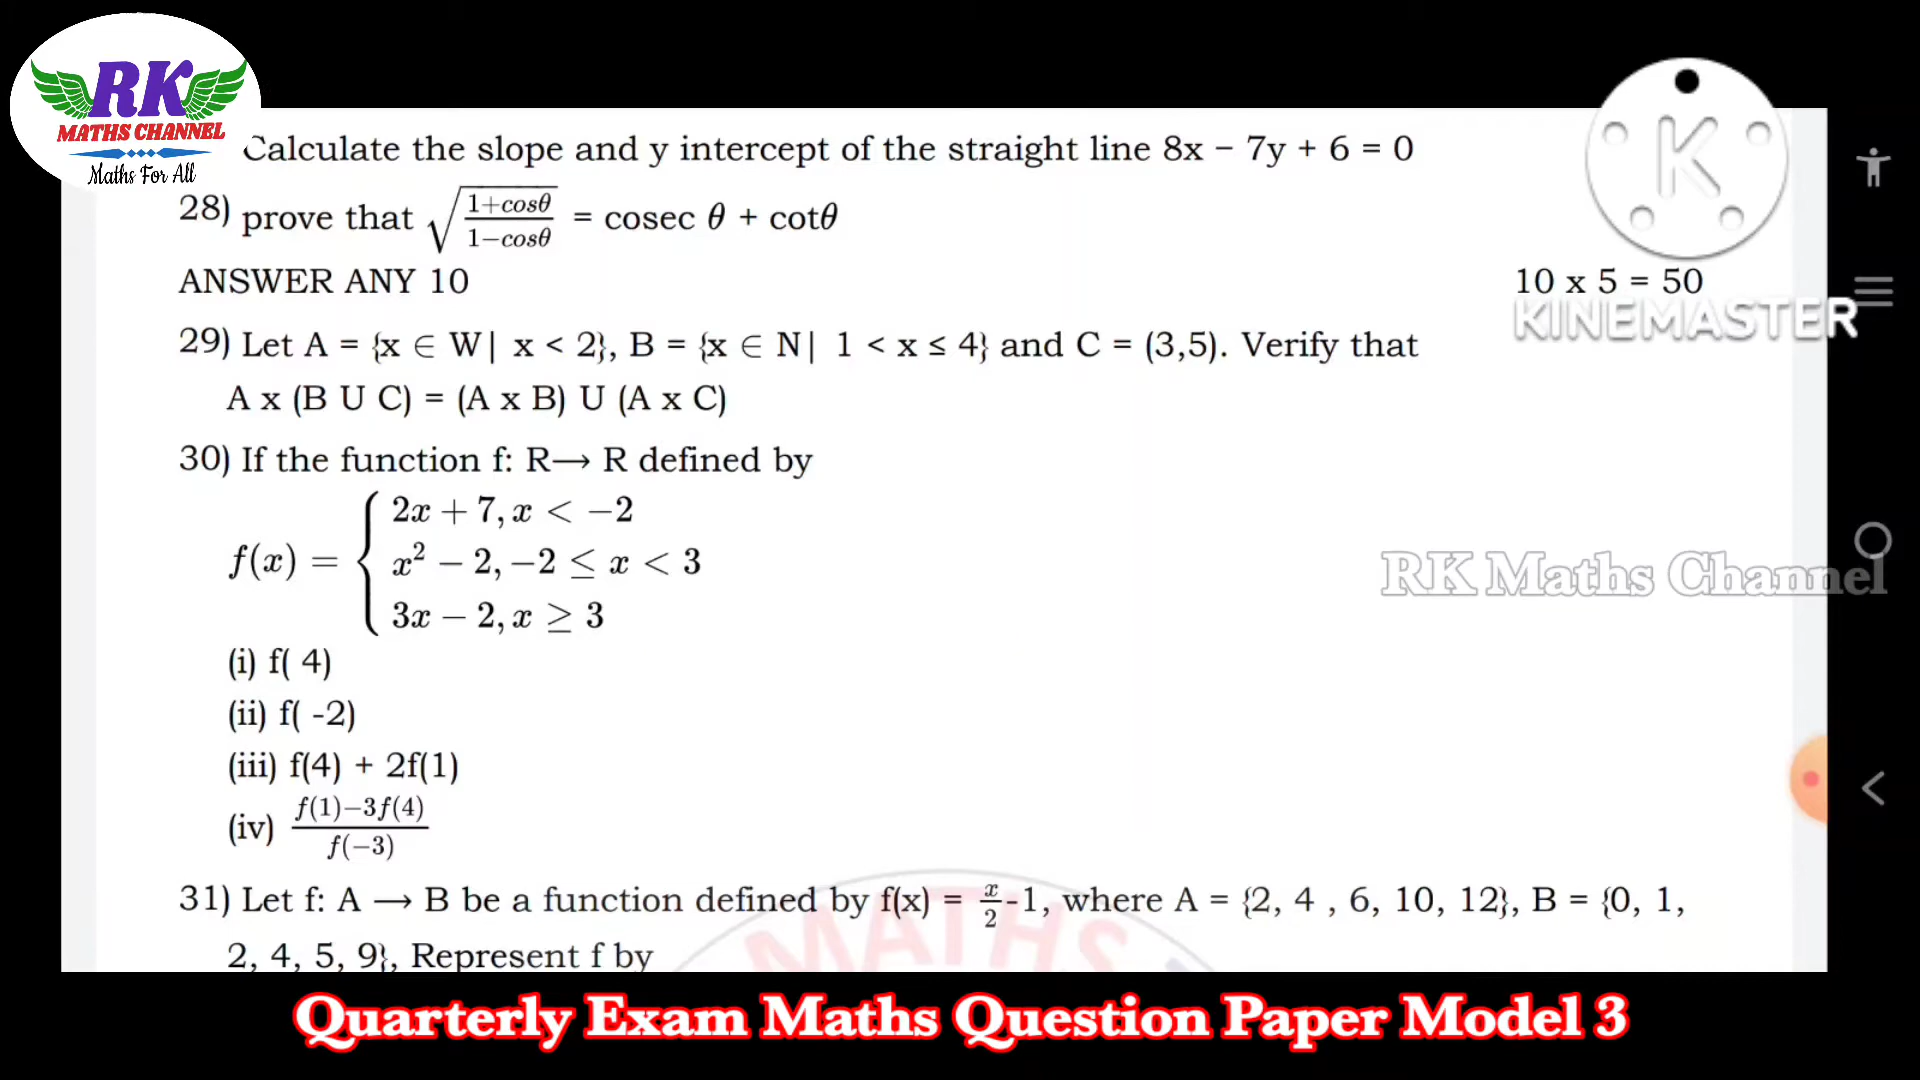 RK
MATHS CHANNEL
Maths For All
K
KINEMASTER
Calculate the slope and y intercept of the straight line 8x − 7y + 6 = 0
28) prove that √((1+cosθ)/(1−cosθ)) = cosec θ + cotθ
ANSWER ANY 10 10 x 5 = 50
29) Let A = {x ∈ W| x < 2}, B = {x ∈ N| 1 < x ≤ 4} and C = (3,5). Verify that
A x (B U C) = (A x B) U (A x C)
30) If the function f: R⟶ R defined by
f(x) = { 2x + 7, x < −2
x² − 2, −2 ≤ x < 3
3x − 2, x ≥ 3
RK Maths Channel
(i) f( 4)
(ii) f( -2)
(iii) f(4) + 2f(1)
(iv) (f(1)−3f(4))/f(−3)
31) Let f: A ⟶ B be a function defined by f(x) = x/2 -1, where A = {2, 4 , 6, 10, 12}, B = {0, 1,
2, 4, 5, 9}, Represent f by
MATHS
Quarterly Exam Maths Question Paper Model 3